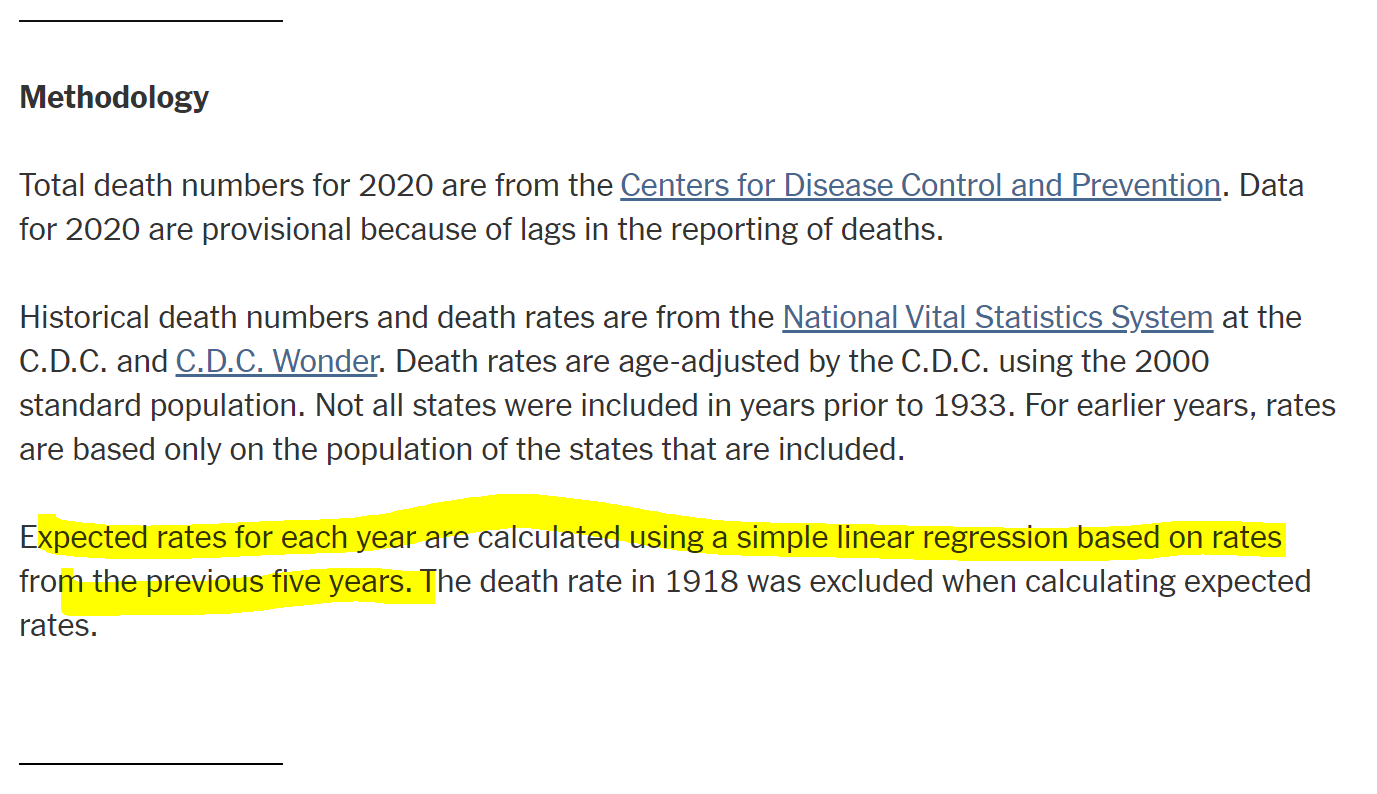 Methodology
Total death numbers for 2020 are from the Centers for Disease Control and Prevention. Data
for 2020 are provisional because of lags in the reporting of deaths.
Historical death numbers and death rates are from the National Vital Statistics System at the
C.D.C. and C.D.C. Wonder. Death rates are age-adjusted by the C.D.C. using the 2000
standard population. Not all states were included in years prior to 1933. For earlier years, rates
are based only on the population of the states that are included.
Expected rates for each year are calculated using a simple linear regression based on rates
from the previous five years. The death rate in 1918 was excluded when calculating expected
rates.